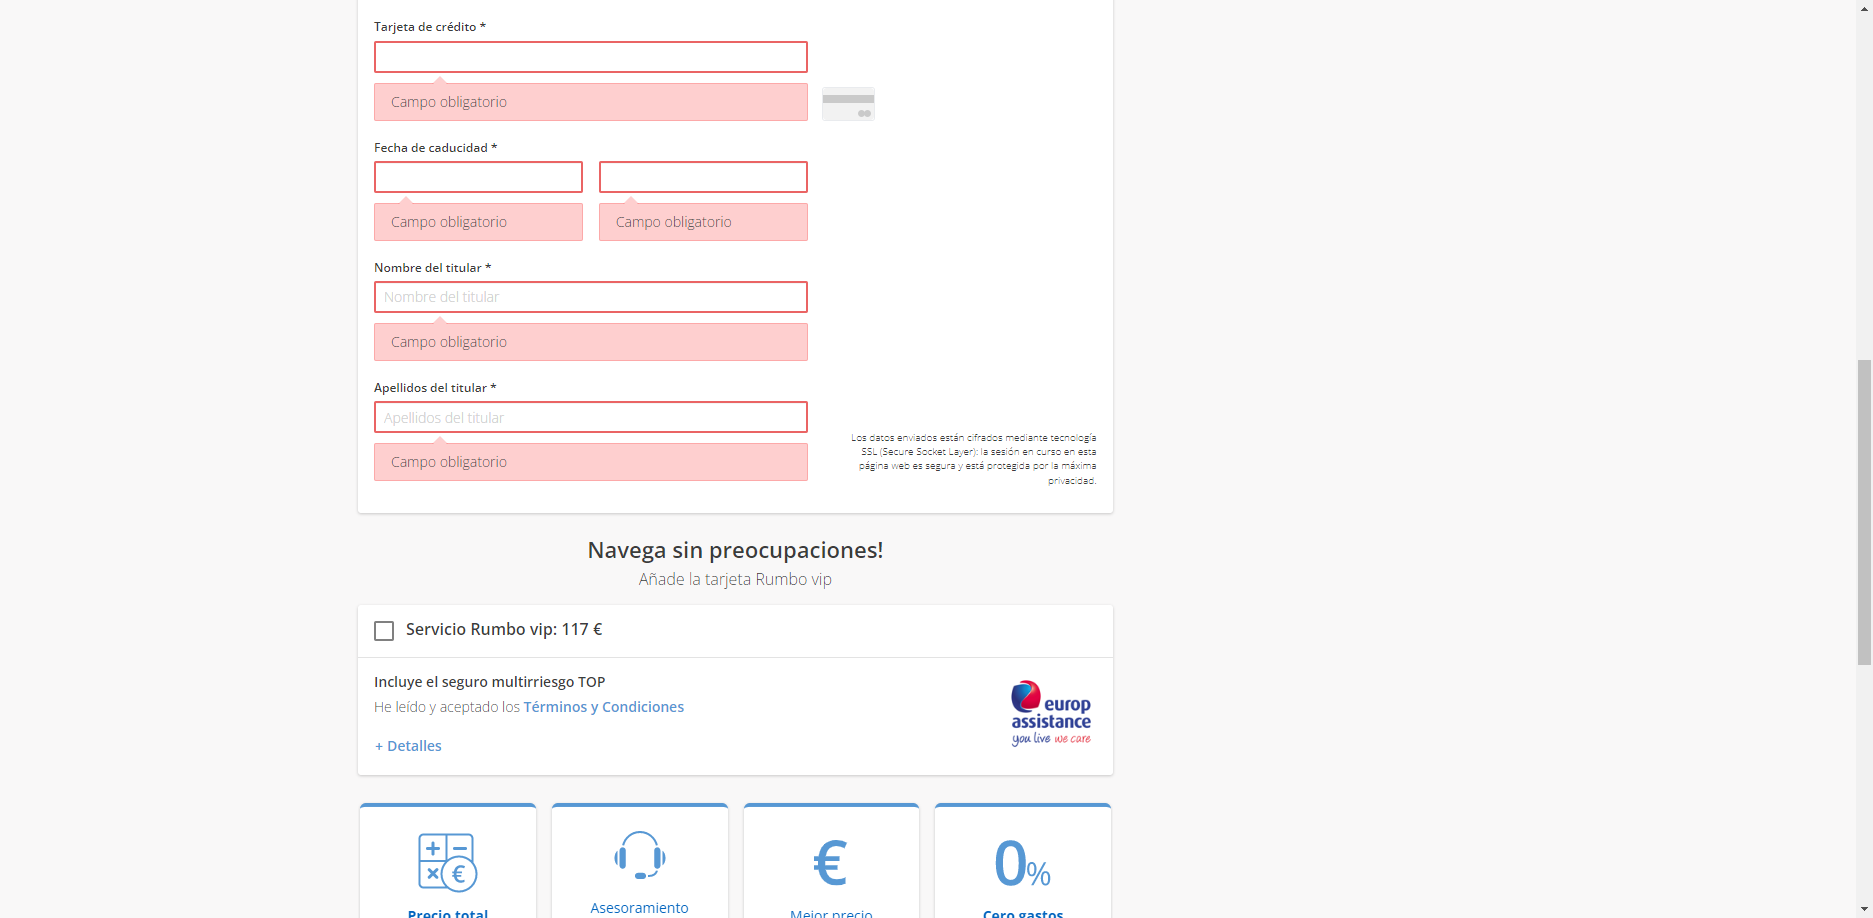 Tarjeta de crédito *
Campo obligatorio
Fecha de caducidad *
Campo obligatorio Campo obligatorio
Nombre del titular *
Nombre del titular
Campo obligatorio
Apellidos del titular *
Apellidos del titular
Campo obligatorio
Los datos enviados están cifrados mediante tecnología
SSL (Secure Socket Layer): la sesión en curso en esta
página web es segura y está protegida por la máxima
privacidad.
Navega sin preocupaciones!
Añade la tarjeta Rumbo vip
Servicio Rumbo vip: 117 €
Incluye el seguro multirriesgo TOP
He leído y aceptado los Términos y Condiciones
+ Detalles
europ
assistance
you live we care
€
€
0%
Precio total
Asesoramiento
Mejor precio
Cero gastos